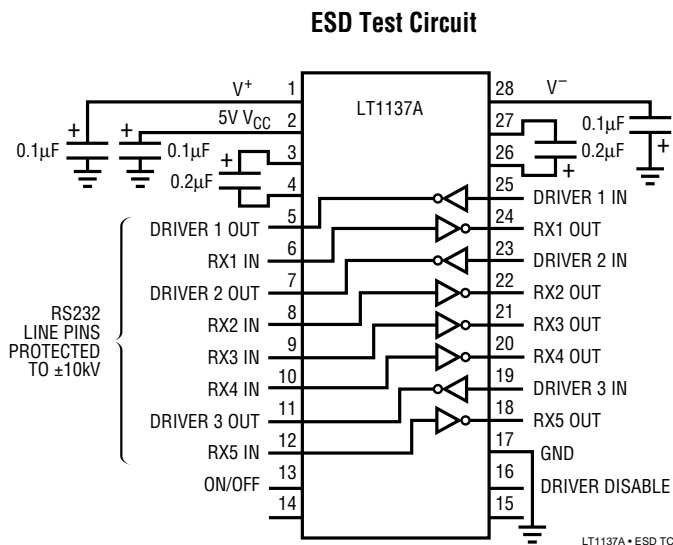 ESD Test Circuit
LT1137A
V+
1
5V VCC
2
3
4
0.1µF
+
0.1µF
+
0.2µF
+
28
V–
27
26
0.1µF
+
0.2µF
+
DRIVER 1 OUT
5
25
DRIVER 1 IN
RX1 IN
6
24
RX1 OUT
DRIVER 2 OUT
7
23
DRIVER 2 IN
RX2 IN
8
22
RX2 OUT
RX3 IN
9
21
RX3 OUT
RX4 IN
10
20
RX4 OUT
DRIVER 3 OUT
11
19
DRIVER 3 IN
RX5 IN
12
18
RX5 OUT
ON/OFF
13
17
GND
14
16
DRIVER DISABLE
15
RS232
LINE PINS
PROTECTED
TO ±10kV
LT1137A • ESD TC